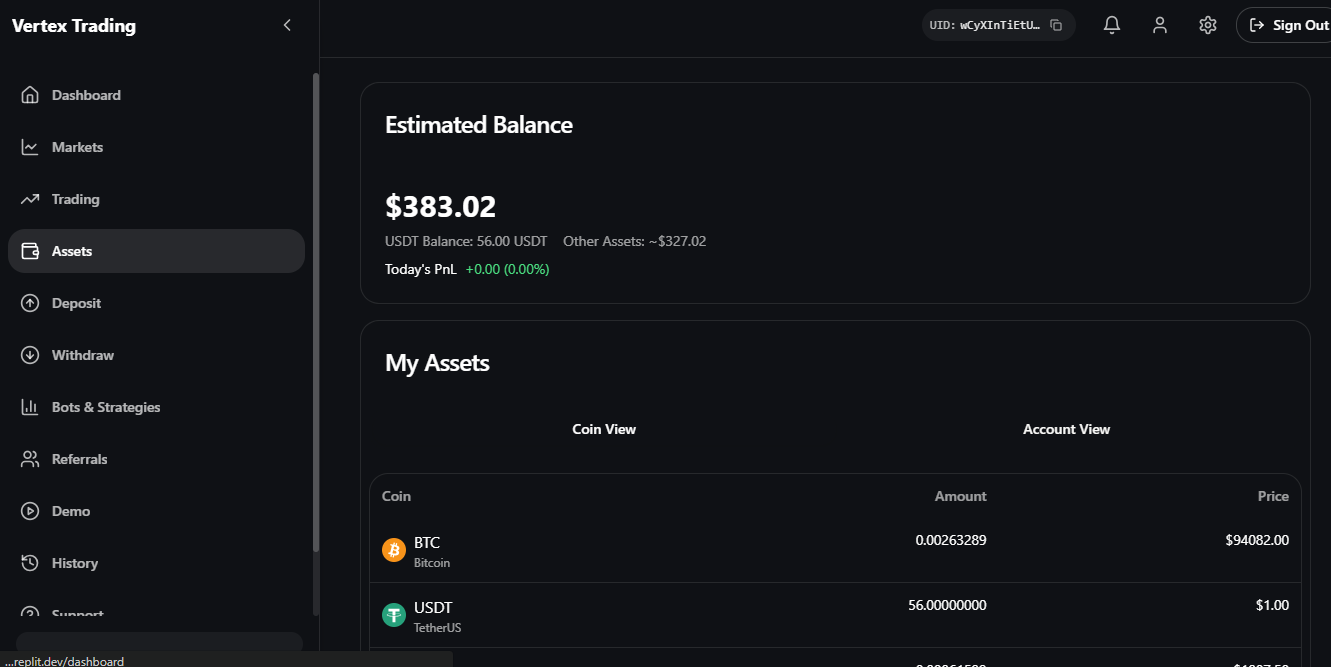 Vertex Trading
UID: wCyXInTiEtU...
Sign Out
Dashboard
Markets
Trading
Assets
Deposit
Withdraw
Bots & Strategies
Referrals
Demo
History
Support
Estimated Balance
$383.02
USDT Balance: 56.00 USDT Other Assets: ~$327.02
Today's PnL +0.00 (0.00%)
My Assets
Coin View Account View
Coin Amount Price
BTC 0.00263289 $94082.00
Bitcoin
USDT 56.00000000 $1.00
TetherUS
...replit.dev/dashboard